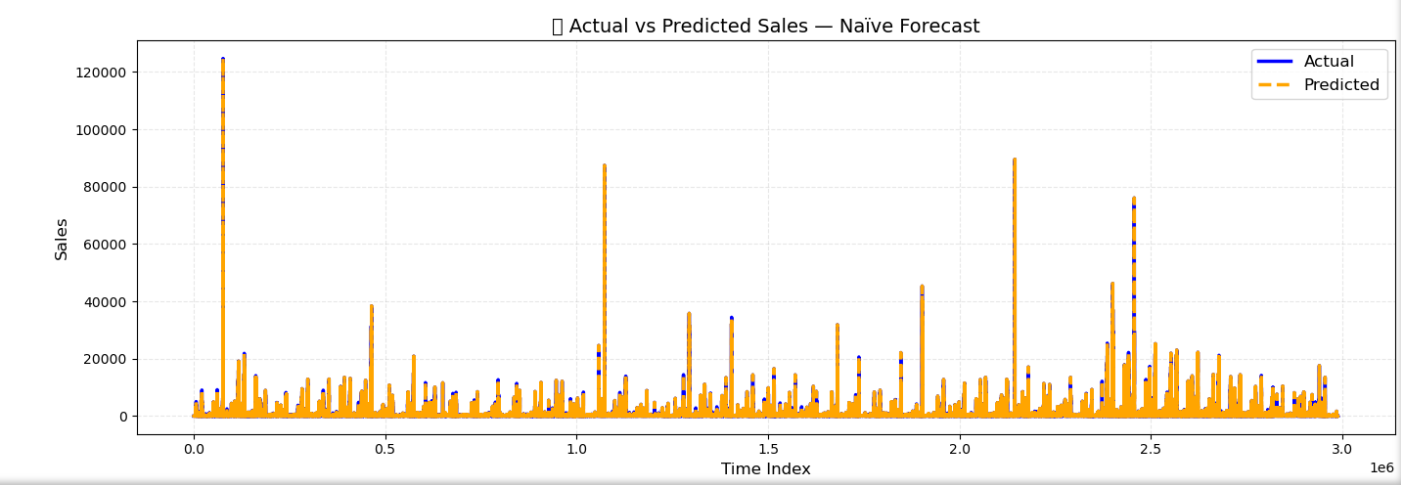 ▯ Actual vs Predicted Sales — Naïve Forecast
Actual
Predicted
120000
100000
80000
60000
40000
20000
0
Sales
0.0 0.5 1.0 1.5 2.0 2.5 3.0
1e6
Time Index